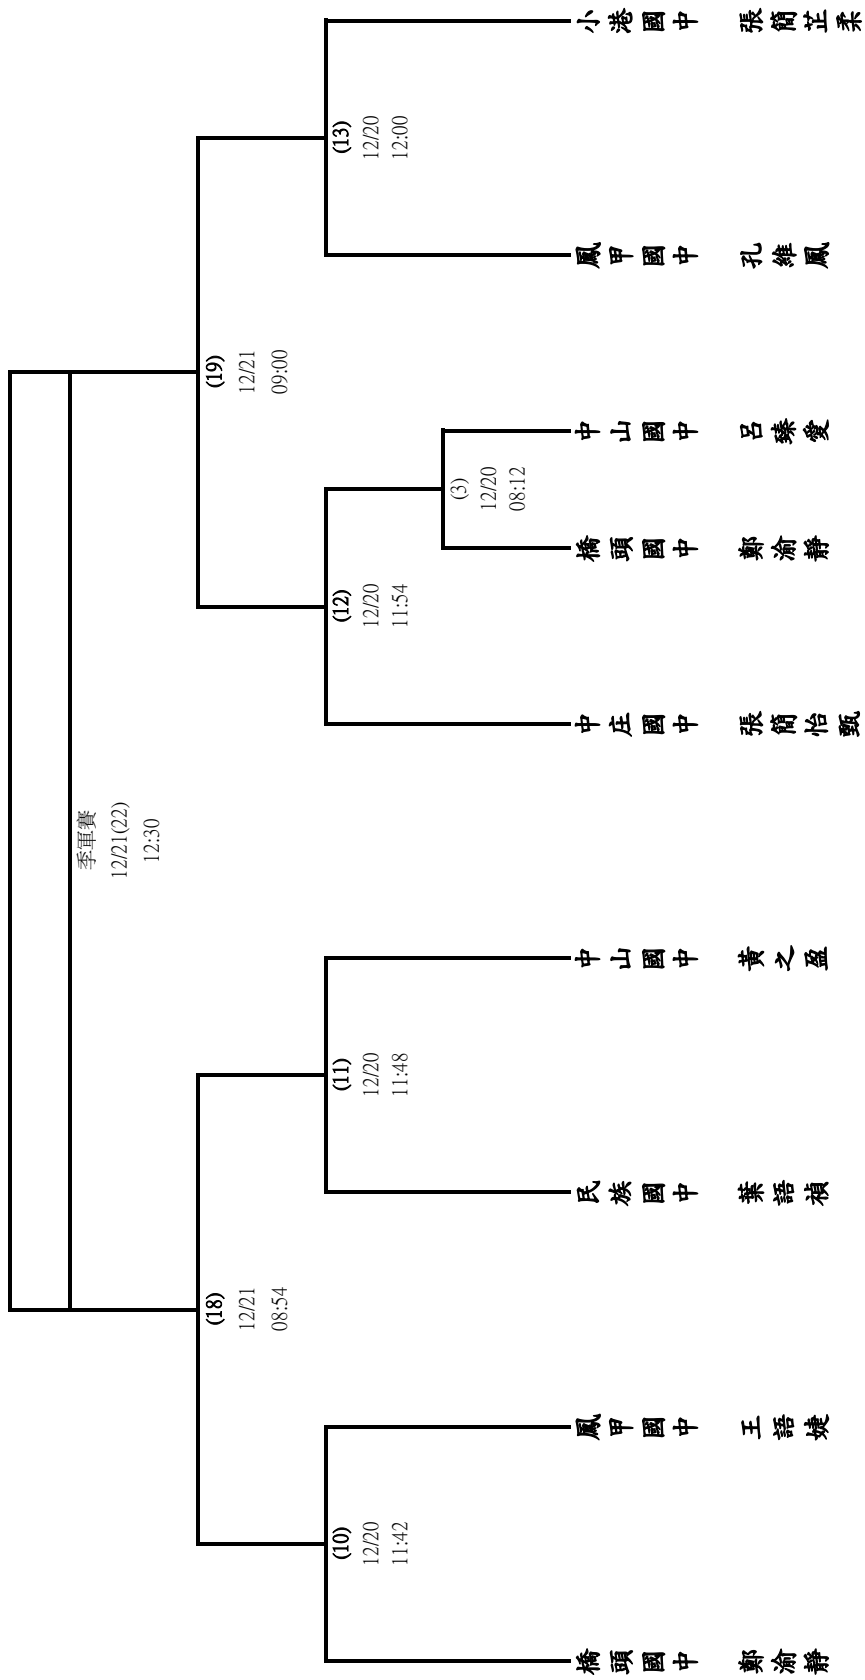 季軍賽
12/21(22)
12:30
(18)
12/21
08:54
(19)
12/21
09:00
(10)
12/20
11:42
(11)
12/20
11:48
(12)
12/20
11:54
(13)
12/20
12:00
(3)
12/20
08:12
橋頭國中 鄭渝靜
鳳甲國中 王語婕
民族國中 葉語禎
中山國中 黃之盈
中庄國中 張簡怡甄
橋頭國中 鄭渝靜
中山國中 呂臻愛
鳳甲國中 孔維鳳
小港國中 張簡芷柔